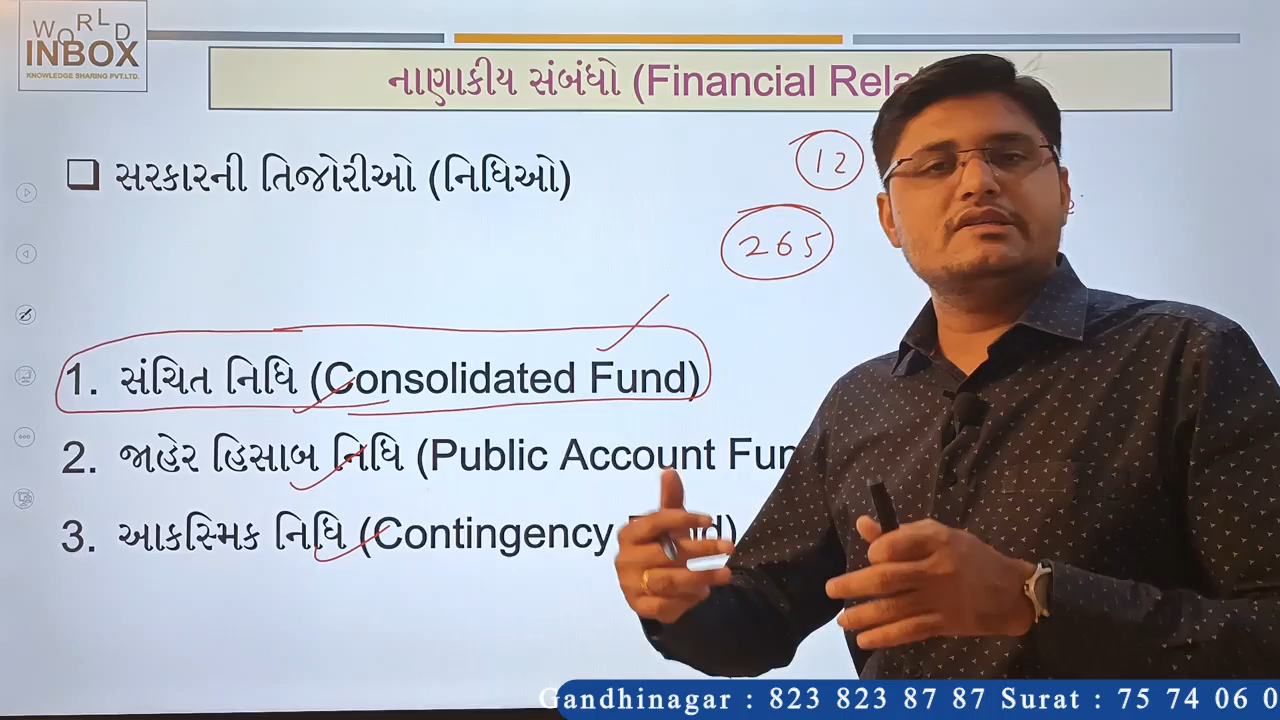 WORLD
INBOX
KNOWLEDGE SHARING PVT.LTD.
નાણાકીય સંબંધો (Financial Rela
❑ સરકારની તિજોરીઓ (નિધિઓ)
12
265
1. સંચિત નિધિ (Consolidated Fund)
2. જાહેર હિસાબ નિધિ (Public Account Fun
3. આકસ્મિક નિધિ (Contingency Fund)
Gandhinagar : 823 823 87 87 Surat : 75 74 06 0